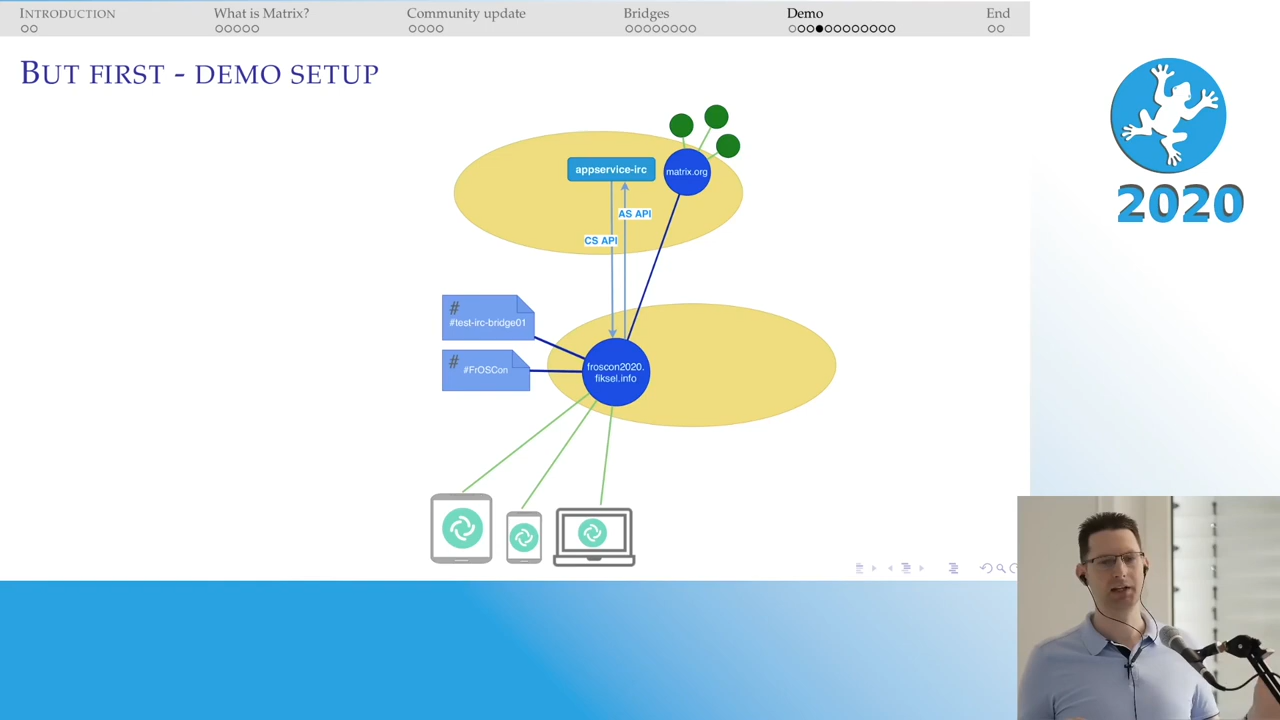 INTRODUCTION
What is Matrix?
Community update
Bridges
Demo
End
BUT FIRST - DEMO SETUP
2020
appservice-irc
matrix.org
AS API
CS API
#
#test-irc-bridge01
#
#FrOSCon
froscon2020.
fiksel.info